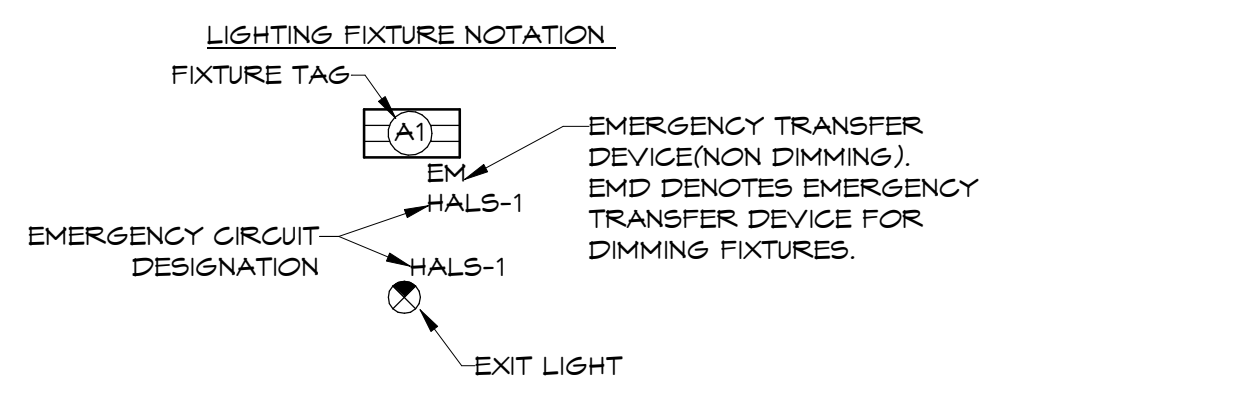 LIGHTING FIXTURE NOTATION
FIXTURE TAG
A1
EM
HALS-1
EMERGENCY TRANSFER
DEVICE(NON DIMMING).
EMD DENOTES EMERGENCY
TRANSFER DEVICE FOR
DIMMING FIXTURES.
EMERGENCY CIRCUIT
DESIGNATION
HALS-1
EXIT LIGHT